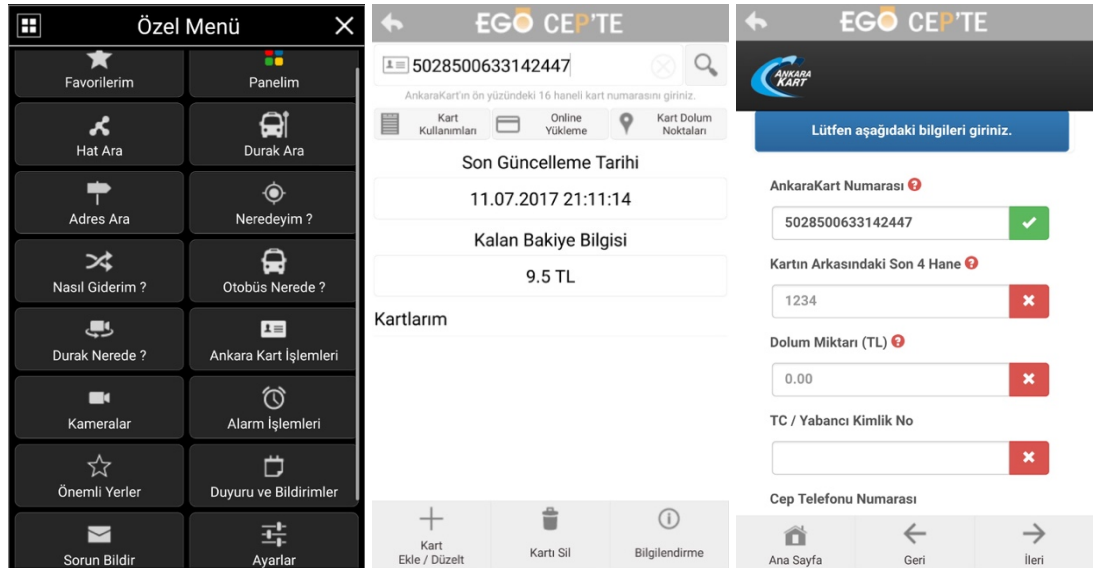 Özel Menü
Favorilerim
Panelim
Hat Ara
Durak Ara
Adres Ara
Neredeyim ?
Nasıl Giderim ?
Otobüs Nerede ?
Durak Nerede ?
Ankara Kart İşlemleri
Kameralar
Alarm İşlemleri
Önemli Yerler
Duyuru ve Bildirimler
Sorun Bildir
Ayarlar
EGO CEP'TE
5028500633142447
AnkaraKart'ın ön yüzündeki 16 haneli kart numarasını giriniz.
Kart
Kullanımları
Online
Yükleme
Kart Dolum
Noktaları
Son Güncelleme Tarihi
11.07.2017 21:11:14
Kalan Bakiye Bilgisi
9.5 TL
Kartlarım
Kart
Ekle / Düzelt
Kartı Sil
Bilgilendirme
EGO CEP'TE
ANKARA
KART
Lütfen aşağıdaki bilgileri giriniz.
AnkaraKart Numarası
5028500633142447
Kartın Arkasındaki Son 4 Hane
1234
Dolum Miktarı (TL)
0.00
TC / Yabancı Kimlik No
Cep Telefonu Numarası
Ana Sayfa
Geri
İleri